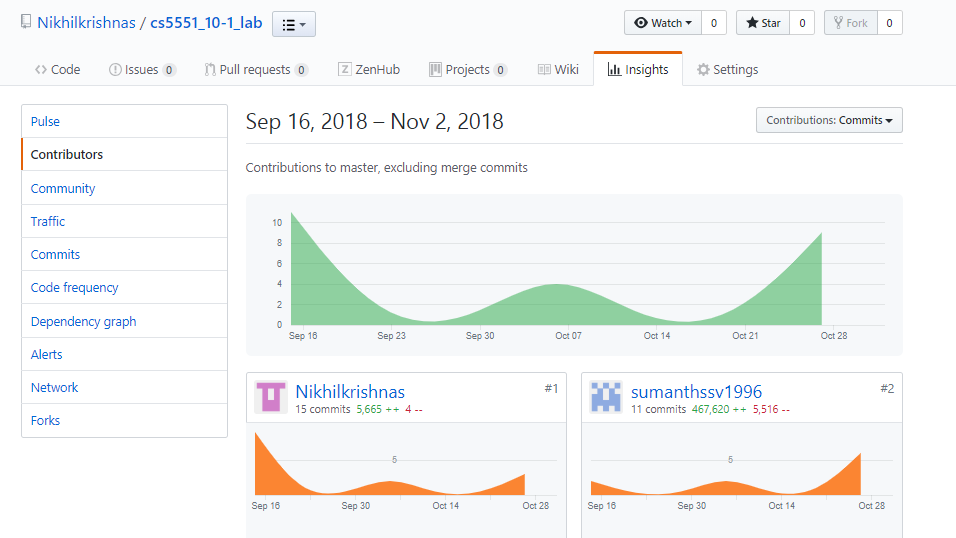 Nikhilkrishnas / cs5551_10-1_lab
Watch 0 Star 0 Fork 0
Code Issues 0 Pull requests 0 ZenHub Projects 0 Wiki Insights Settings
Pulse
Contributors
Community
Traffic
Commits
Code frequency
Dependency graph
Alerts
Network
Forks
Sep 16, 2018 – Nov 2, 2018
Contributions: Commits
Contributions to master, excluding merge commits
10
8
6
4
2
0
Sep 16 Sep 23 Sep 30 Oct 07 Oct 14 Oct 21 Oct 28
Nikhilkrishnas #1
15 commits 5,665 ++ 4 --
5
Sep 16 Sep 30 Oct 14 Oct 28
sumanthssv1996 #2
11 commits 467,620 ++ 5,516 --
5
Sep 16 Sep 30 Oct 14 Oct 28